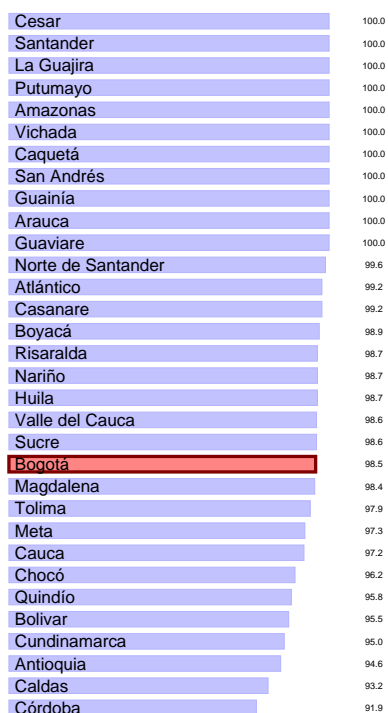 Cesar 100.0
Santander 100.0
La Guajira 100.0
Putumayo 100.0
Amazonas 100.0
Vichada 100.0
Caquetá 100.0
San Andrés 100.0
Guainía 100.0
Arauca 100.0
Guaviare 100.0
Norte de Santander 99.6
Atlántico 99.2
Casanare 99.2
Boyacá 98.9
Risaralda 98.7
Nariño 98.7
Huila 98.7
Valle del Cauca 98.6
Sucre 98.6
Bogotá 98.5
Magdalena 98.4
Tolima 97.9
Meta 97.3
Cauca 97.2
Chocó 96.2
Quindío 95.8
Bolivar 95.5
Cundinamarca 95.0
Antioquia 94.6
Caldas 93.2
Córdoba 91.9